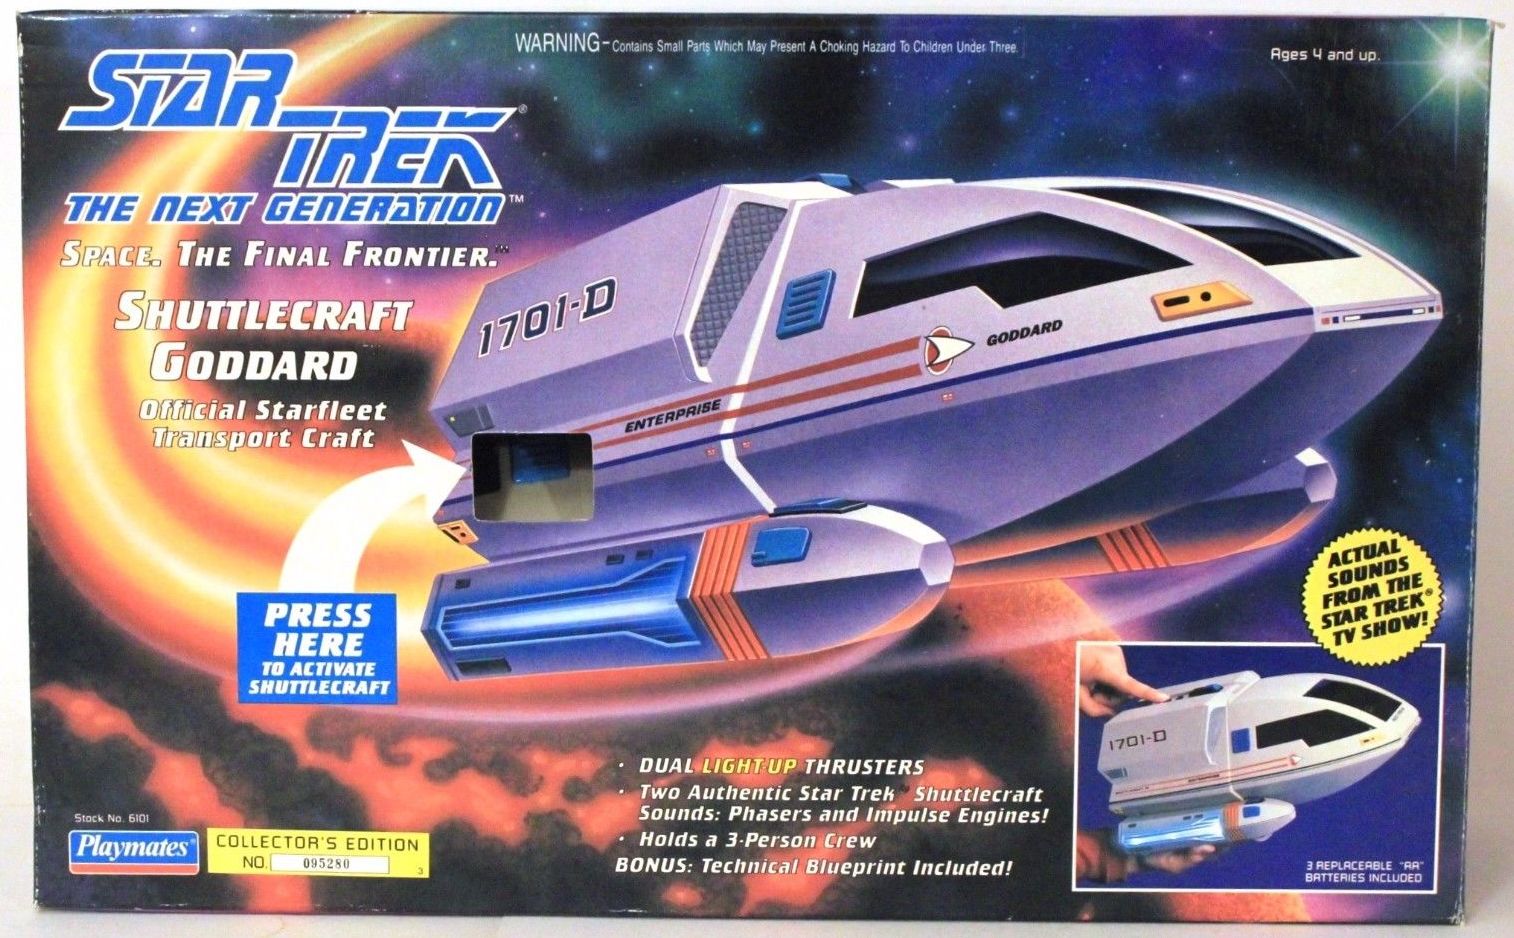 WARNING-Contains Small Parts Which May Present A Choking Hazard To Children Under Three.
Ages 4 and up.
STAR
TREK®
THE NEXT GENERATION™
SPACE. THE FINAL FRONTIER.™
SHUTTLECRAFT
GODDARD
Official Starfleet
Transport Craft
1701-D
ENTERPRISE
GODDARD
PRESS
HERE
TO ACTIVATE
SHUTTLECRAFT
ACTUAL
SOUNDS
FROM THE
STAR TREK®
TV SHOW!
· DUAL LIGHT-UP THRUSTERS
· Two Authentic Star Trek™ Shuttlecraft
Sounds: Phasers and Impulse Engines!
· Holds a 3-Person Crew
BONUS: Technical Blueprint Included!
1701-D
3 REPLACEABLE "AA"
BATTERIES INCLUDED
Stock No. 6101
Playmates®
COLLECTOR'S EDITION
NO. 095280
3